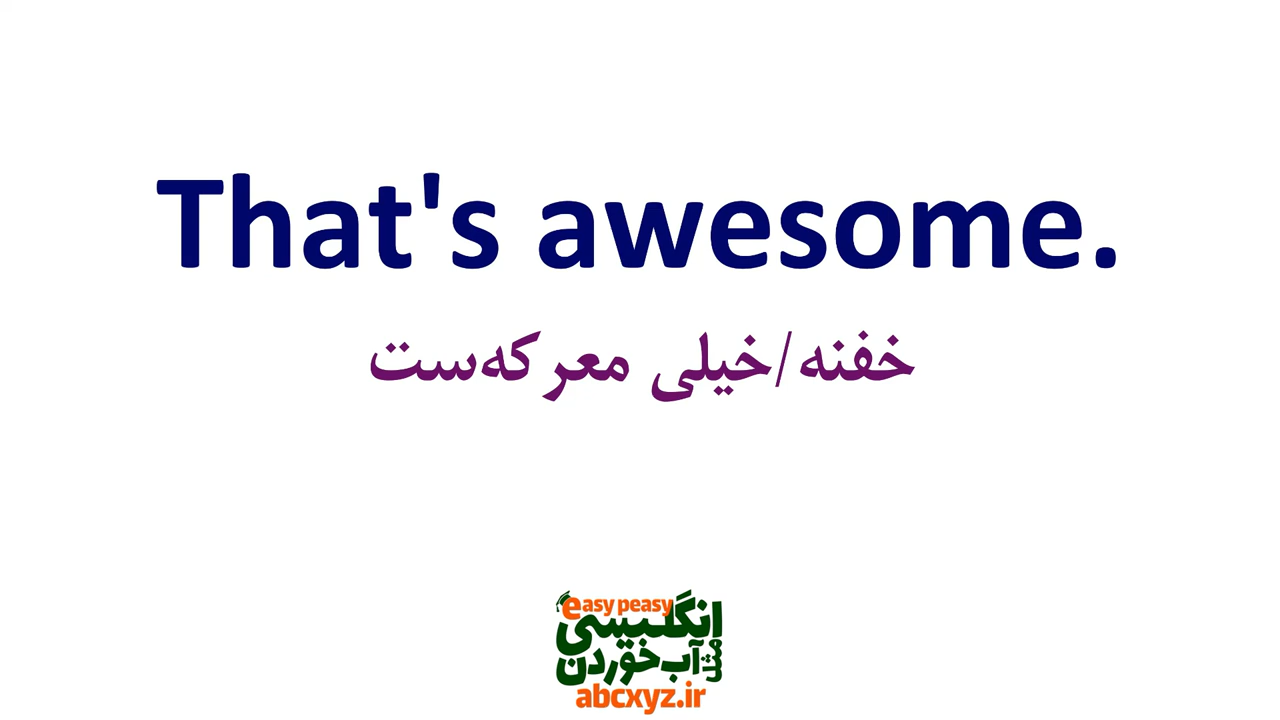 That's awesome.
خفنه/خیلی معرکه‌ست
easy peasy
انگلیسی
مثل آب خوردن
abcxyz.ir